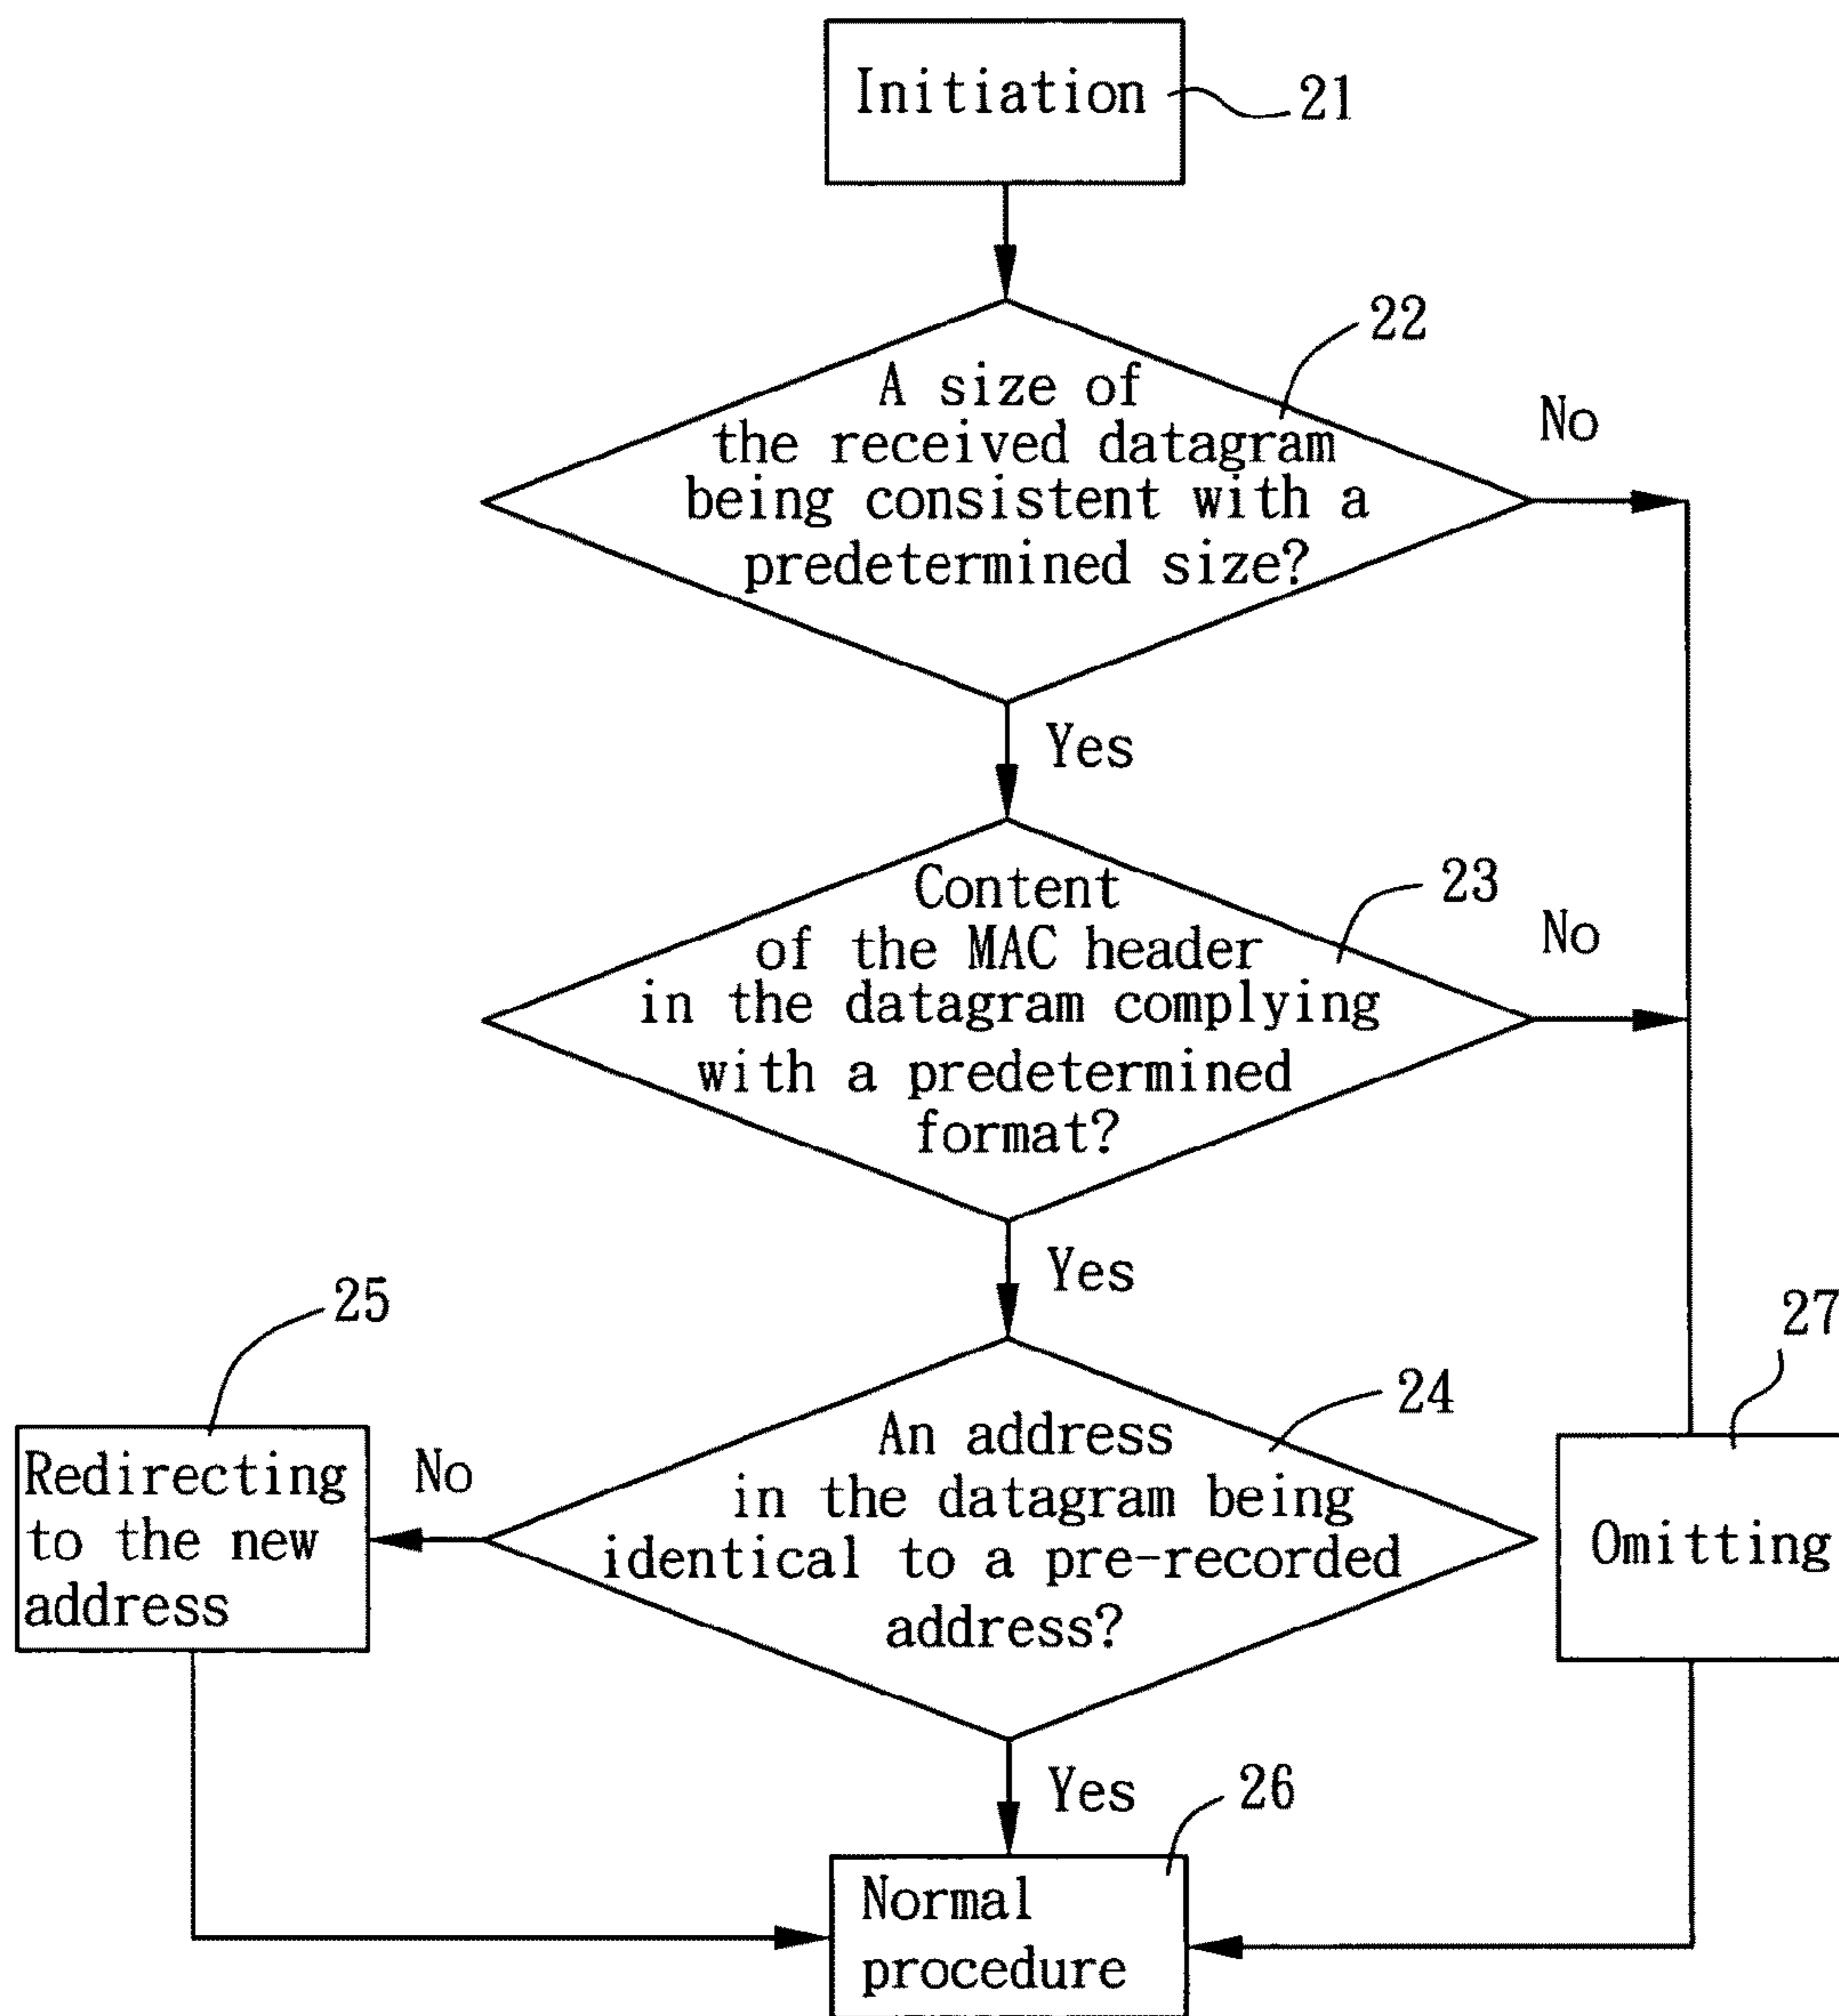 Initiation
21
22
A size of
the received datagram
being consistent with a
predetermined size?
No
Yes
Content
of the MAC header
in the datagram complying
with a predetermined
format?
23
No
Yes
25
24
27
Redirecting
to the new
address
No
An address
in the datagram being
identical to a pre-recorded
address?
Omitting
Yes
26
Normal
procedure